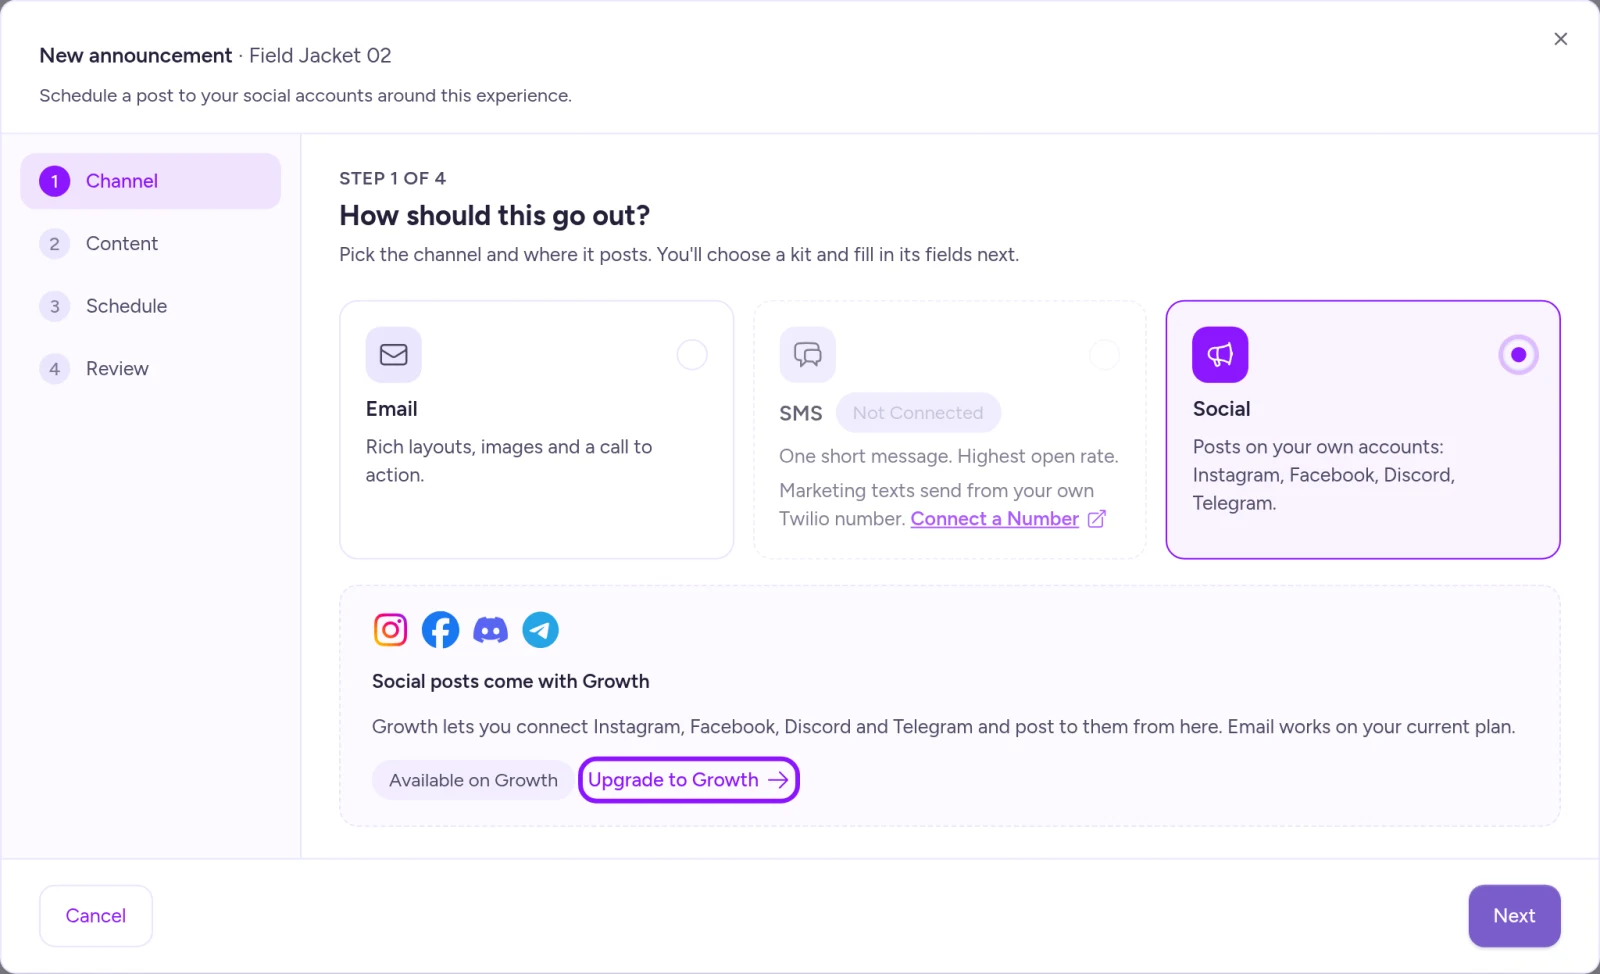 New announcement · Field Jacket 02
Schedule a post to your social accounts around this experience.
1 Channel
2 Content
3 Schedule
4 Review
STEP 1 OF 4
How should this go out?
Pick the channel and where it posts. You'll choose a kit and fill in its fields next.
Email
Rich layouts, images and a call to
action.
SMS Not Connected
One short message. Highest open rate.
Marketing texts send from your own
Twilio number. Connect a Number
Social
Posts on your own accounts:
Instagram, Facebook, Discord,
Telegram.
Social posts come with Growth
Growth lets you connect Instagram, Facebook, Discord and Telegram and post to them from here. Email works on your current plan.
Available on Growth Upgrade to Growth →
Cancel
Next